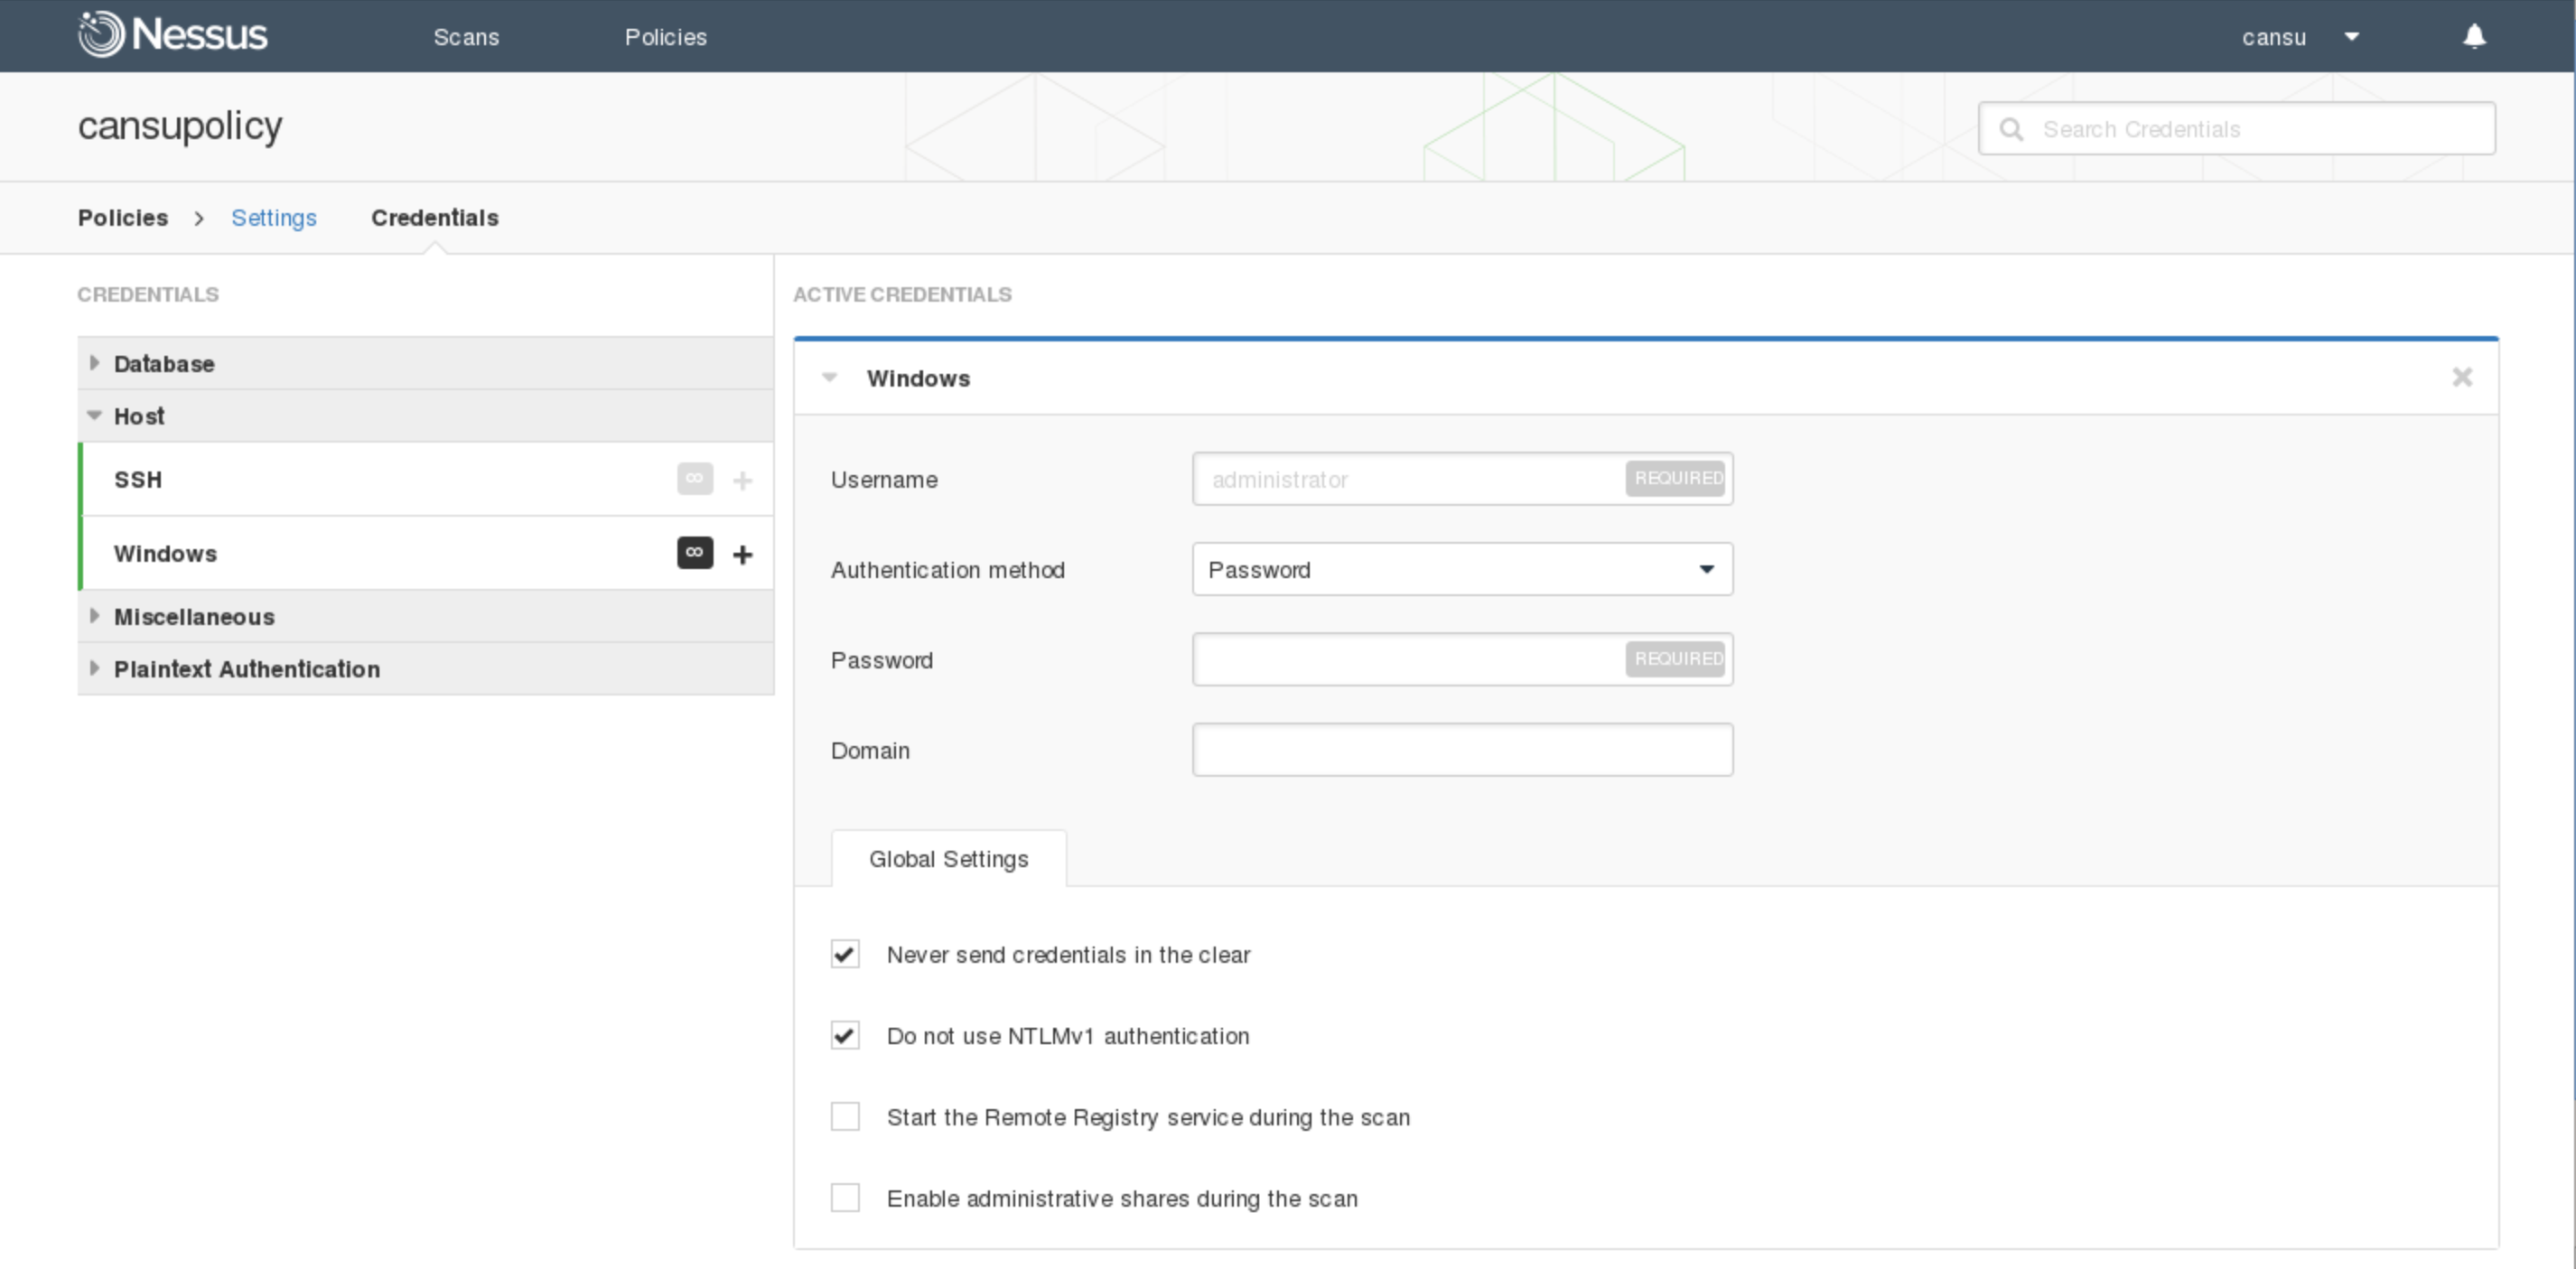 Nessus Scans Policies cansu
cansupolicy Search Credentials
Policies > Settings Credentials
CREDENTIALS
Database
Host
SSH ∞ +
Windows ∞ +
Miscellaneous
Plaintext Authentication
ACTIVE CREDENTIALS
Windows
Username administrator REQUIRED
Authentication method Password
Password REQUIRED
Domain
Global Settings
Never send credentials in the clear
Do not use NTLMv1 authentication
Start the Remote Registry service during the scan
Enable administrative shares during the scan